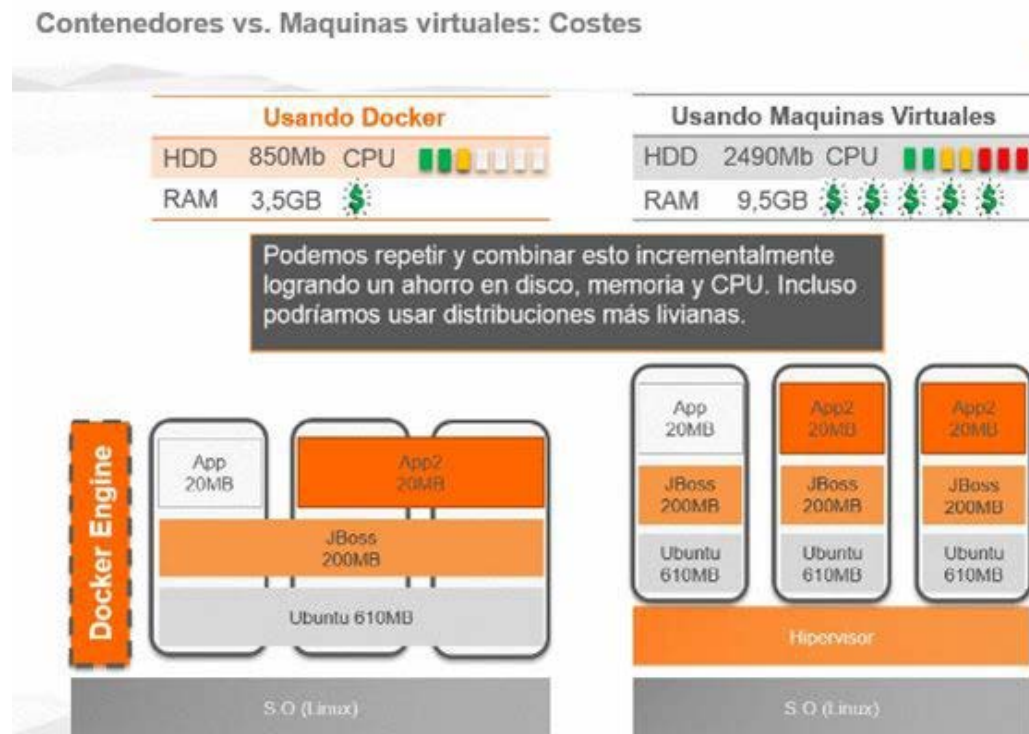 Contenedores vs. Maquinas virtuales: Costes
Usando Docker
HDD 850Mb CPU
RAM 3,5GB $
Usando Maquinas Virtuales
HDD 2490Mb CPU
RAM 9,5GB $ $ $ $ $
Podemos repetir y combinar esto incrementalmente
logrando un ahorro en disco, memoria y CPU. Incluso
podríamos usar distribuciones más livianas.
Docker Engine
App
20MB
App2
20MB
JBoss
200MB
Ubuntu 610MB
S.O (Linux)
App
20MB
App2
20MB
App2
20MB
JBoss
200MB
JBoss
200MB
JBoss
200MB
Ubuntu
610MB
Ubuntu
610MB
Ubuntu
610MB
Hipervisor
S.O (Linux)